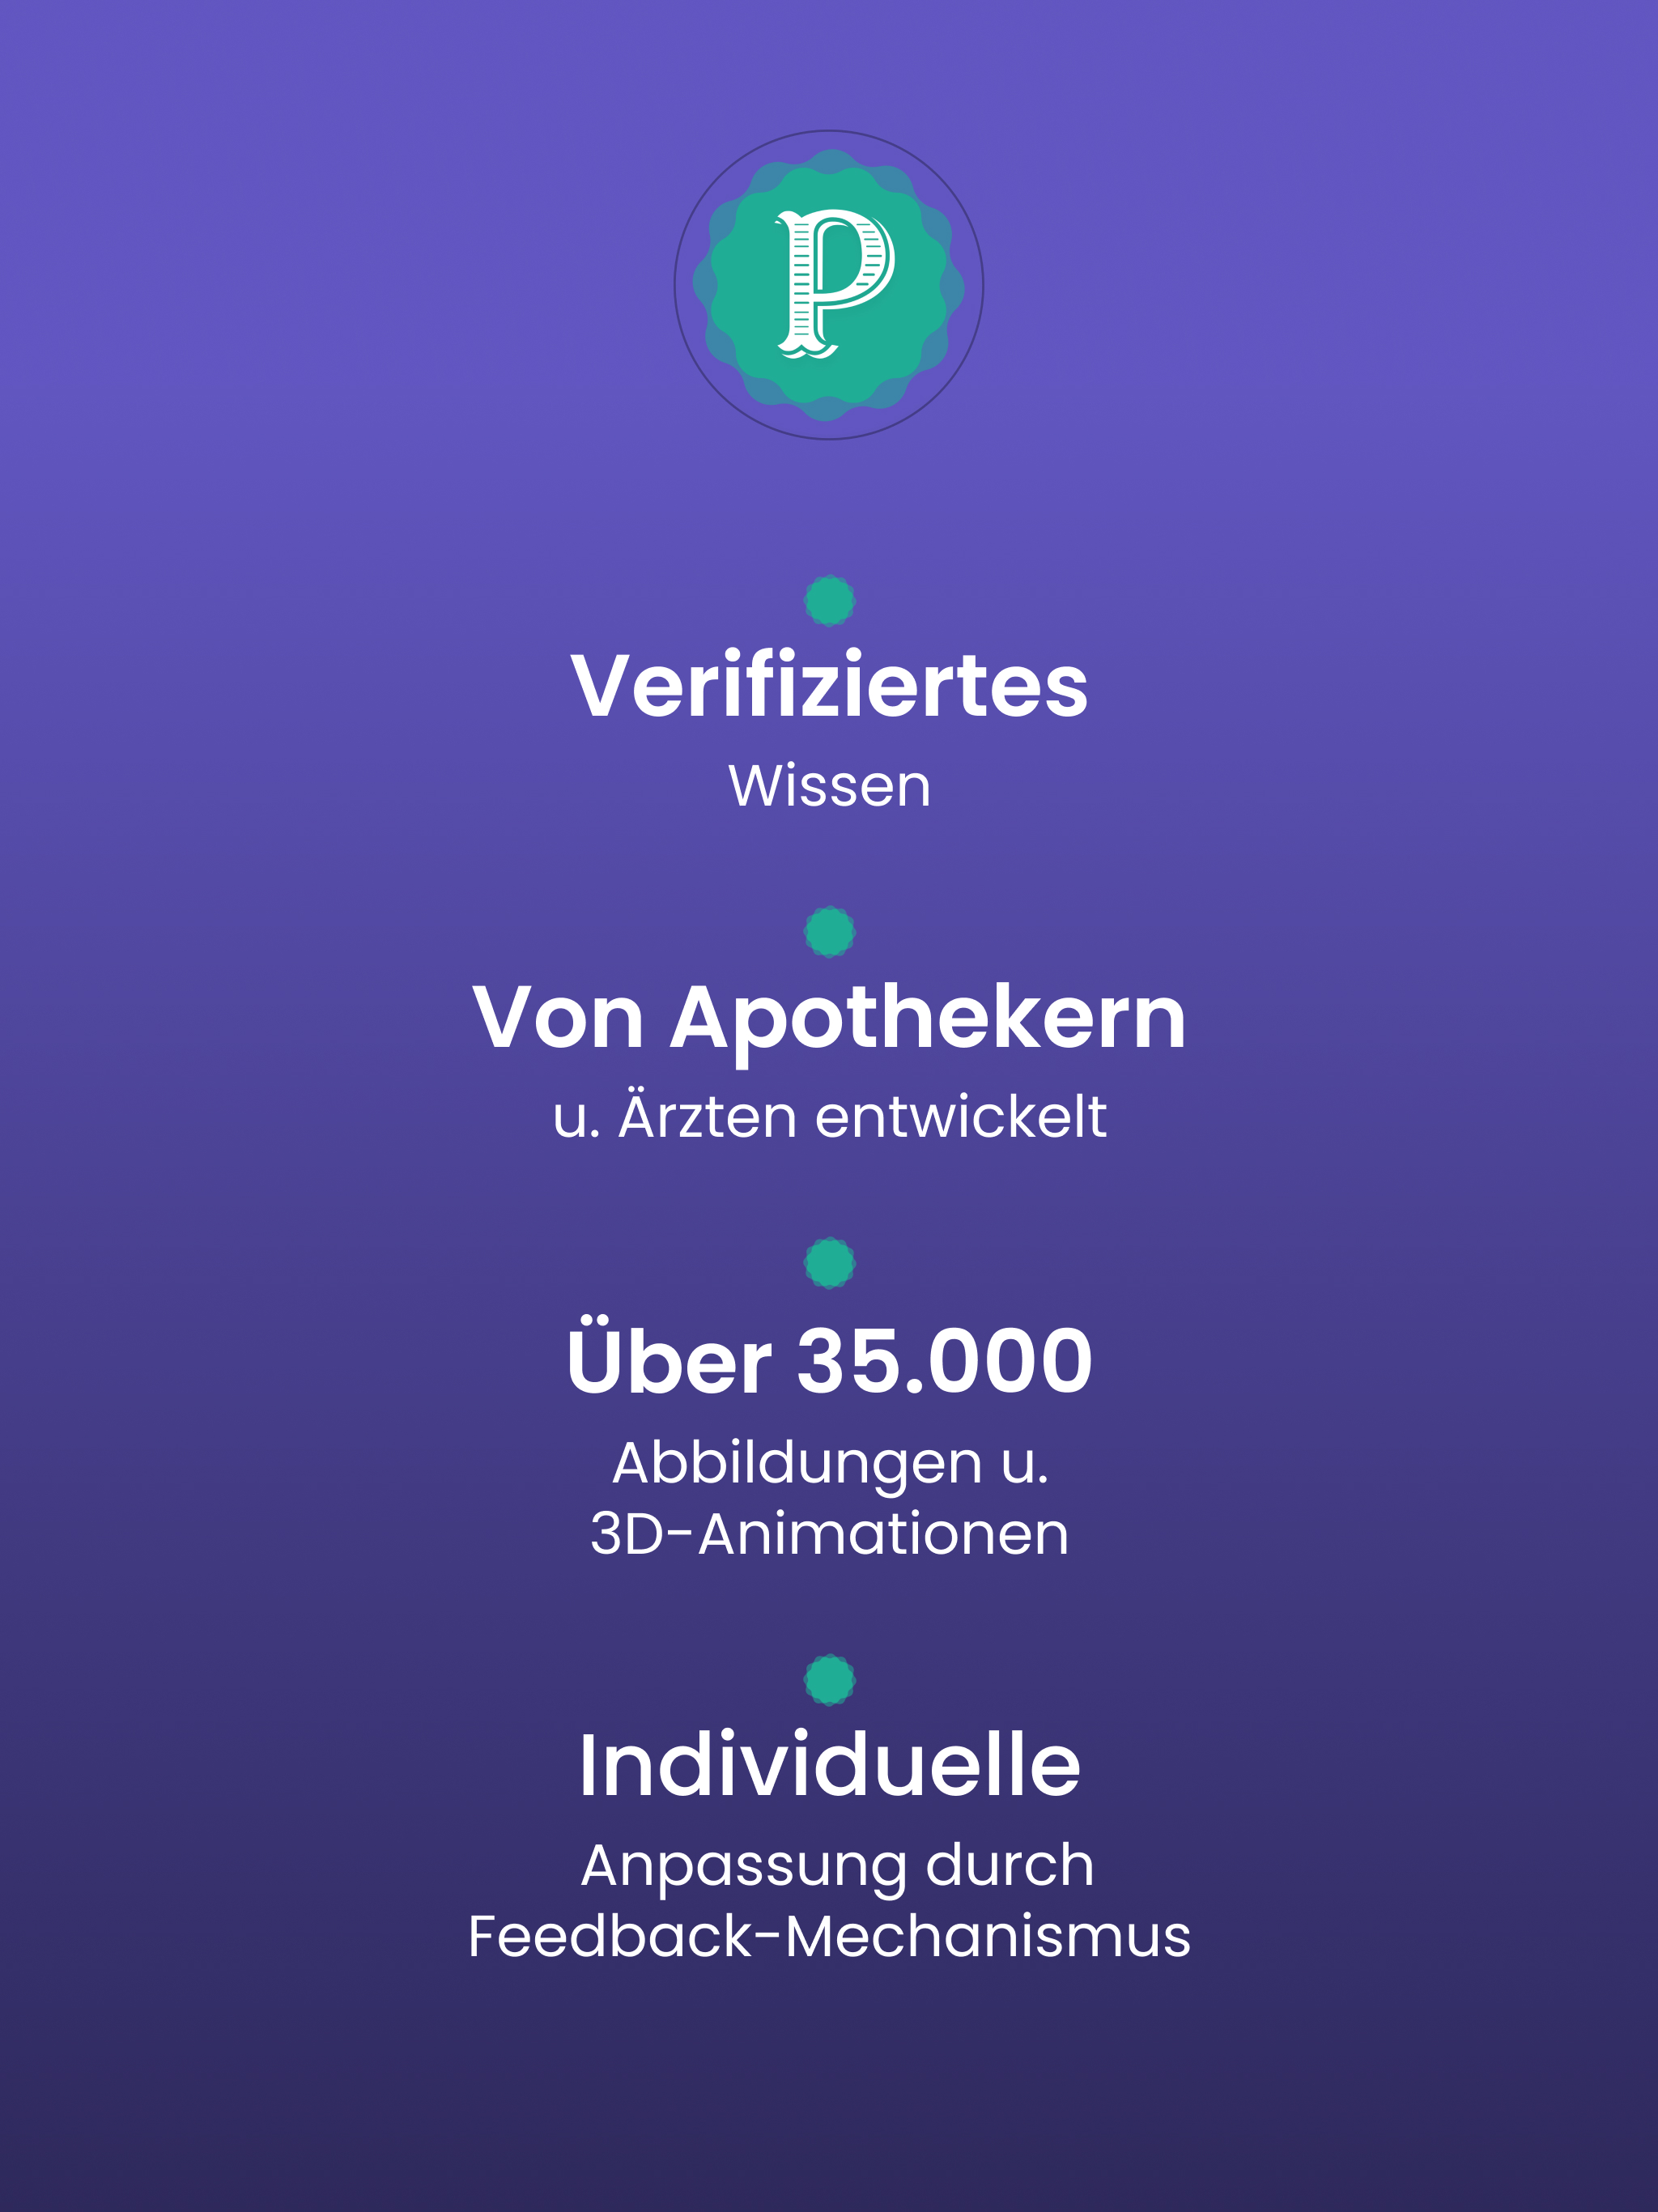 P
Verifiziertes
Wissen
Von Apothekern
u. Ärzten entwickelt
Über 35.000
Abbildungen u.
3D-Animationen
Individuelle
Anpassung durch
Feedback-Mechanismus